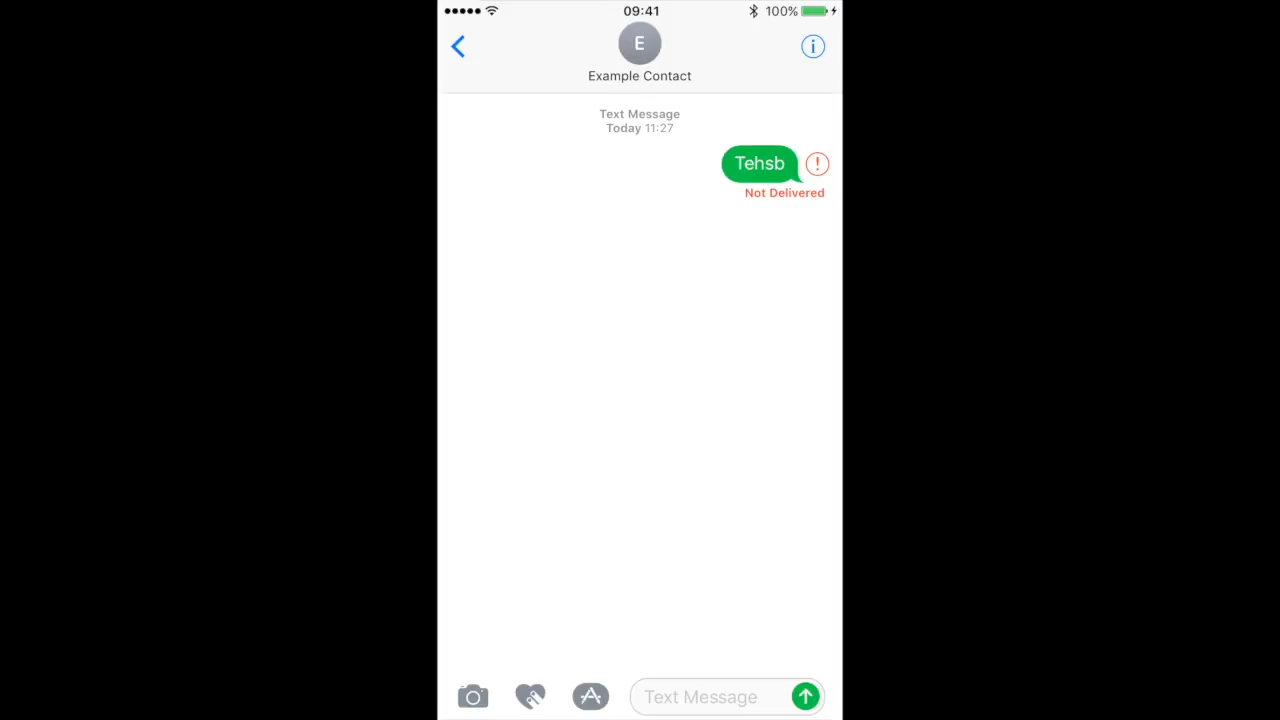 09:41
100%
E
Example Contact
Text Message
Today 11:27
Tehsb
Not Delivered
Text Message